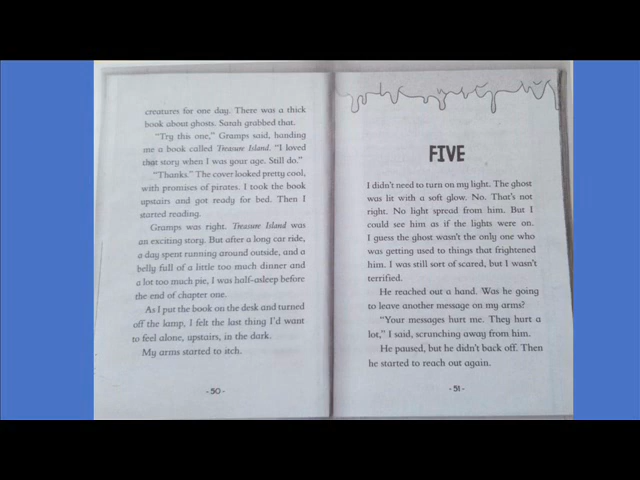 creatures for one day. There was a thick
book about ghosts. Sarah grabbed that.
"Try this one," Gramps said, handing
me a book called Treasure Island. "I loved
that story when I was your age. Still do."
"Thanks." The cover looked pretty cool,
with promises of pirates. I took the book
upstairs and got ready for bed. Then I
started reading.
Gramps was right. Treasure Island was
an exciting story. But after a long car ride,
a day spent running around outside, and a
belly full of a little too much dinner and
a lot too much pie, I was half-asleep before
the end of chapter one.
As I put the book on the desk and turned
off the lamp, I felt the last thing I'd want
to feel alone, upstairs, in the dark.
My arms started to itch.
- 50 -
FIVE
I didn't need to turn on my light. The ghost
was lit with a soft glow. No. That's not
right. No light spread from him. But I
could see him as if the lights were on.
I guess the ghost wasn't the only one who
was getting used to things that frightened
him. I was still sort of scared, but I wasn't
terrified.
He reached out a hand. Was he going
to leave another message on my arms?
"Your messages hurt me. They hurt a
lot," I said, scrunching away from him.
He paused, but he didn't back off. Then
he started to reach out again.
- 51 -